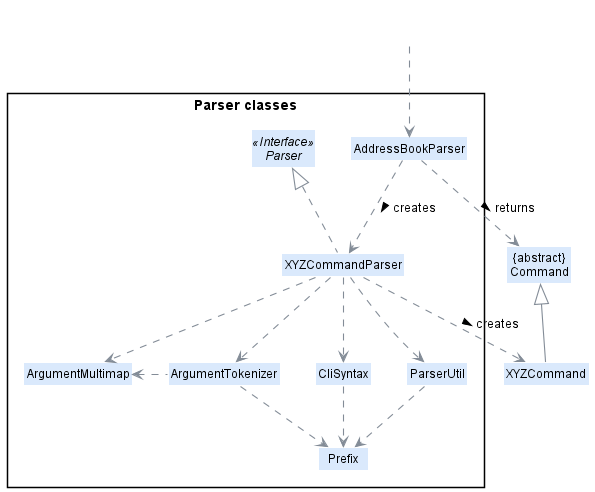 Parser classes
«Interface»
Parser
AddressBookParser
creates
returns
XYZCommandParser
{abstract}
Command
creates
ArgumentMultimap
ArgumentTokenizer
CliSyntax
ParserUtil
XYZCommand
Prefix